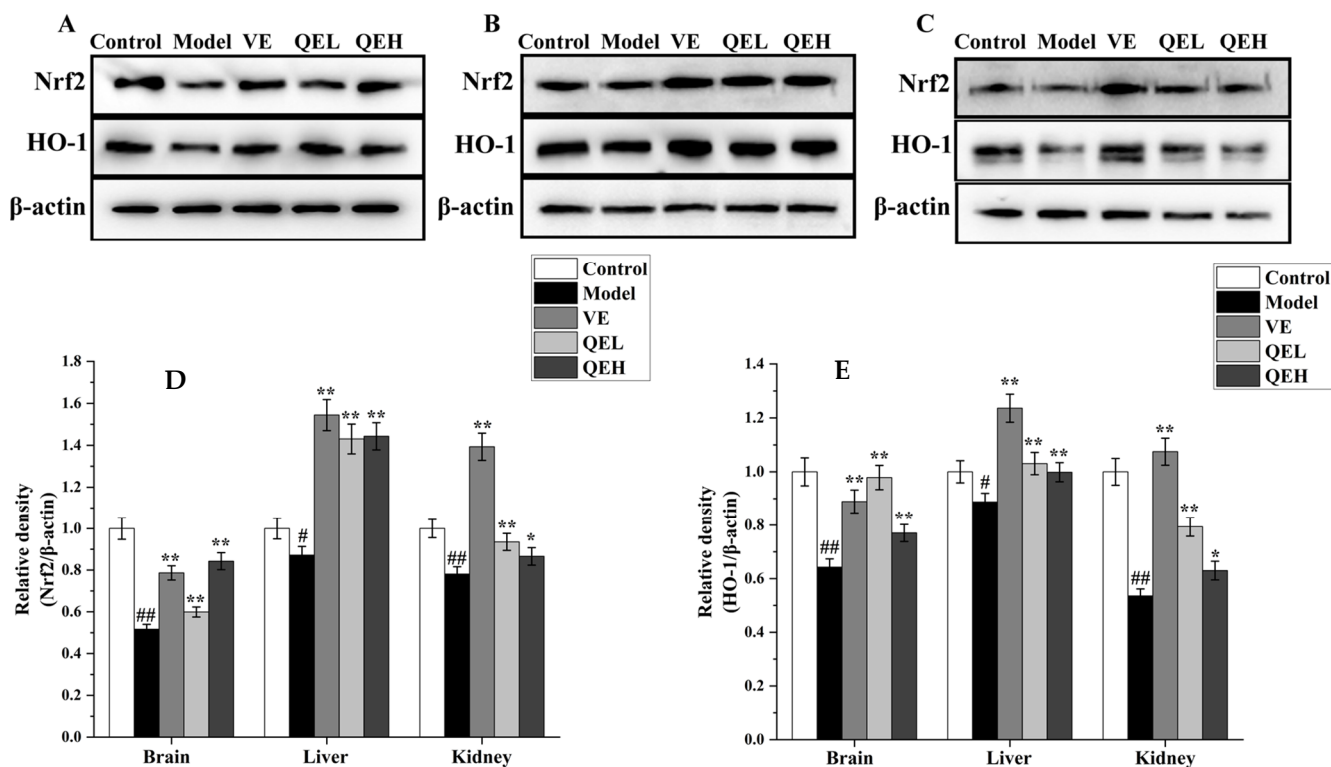 A
Control Model VE QEL QEH
Nrf2
HO-1
β-actin
B
Control Model VE QEL QEH
Nrf2
HO-1
β-actin
C
Control Model VE QEL QEH
Nrf2
HO-1
β-actin
Control
Model
VE
QEL
QEH
D
Relative density
(Nrf2/β-actin)
1.8
1.6
1.4
1.2
1.0
0.8
0.6
0.4
0.2
0.0
## ** ** **
# ** ** **
## ** ** *
Brain Liver Kidney
Control
Model
VE
QEL
QEH
E
Relative density
(HO-1/β-actin)
1.4
1.2
1.0
0.8
0.6
0.4
0.2
0.0
## ** ** **
# ** ** **
## ** ** *
Brain Liver Kidney